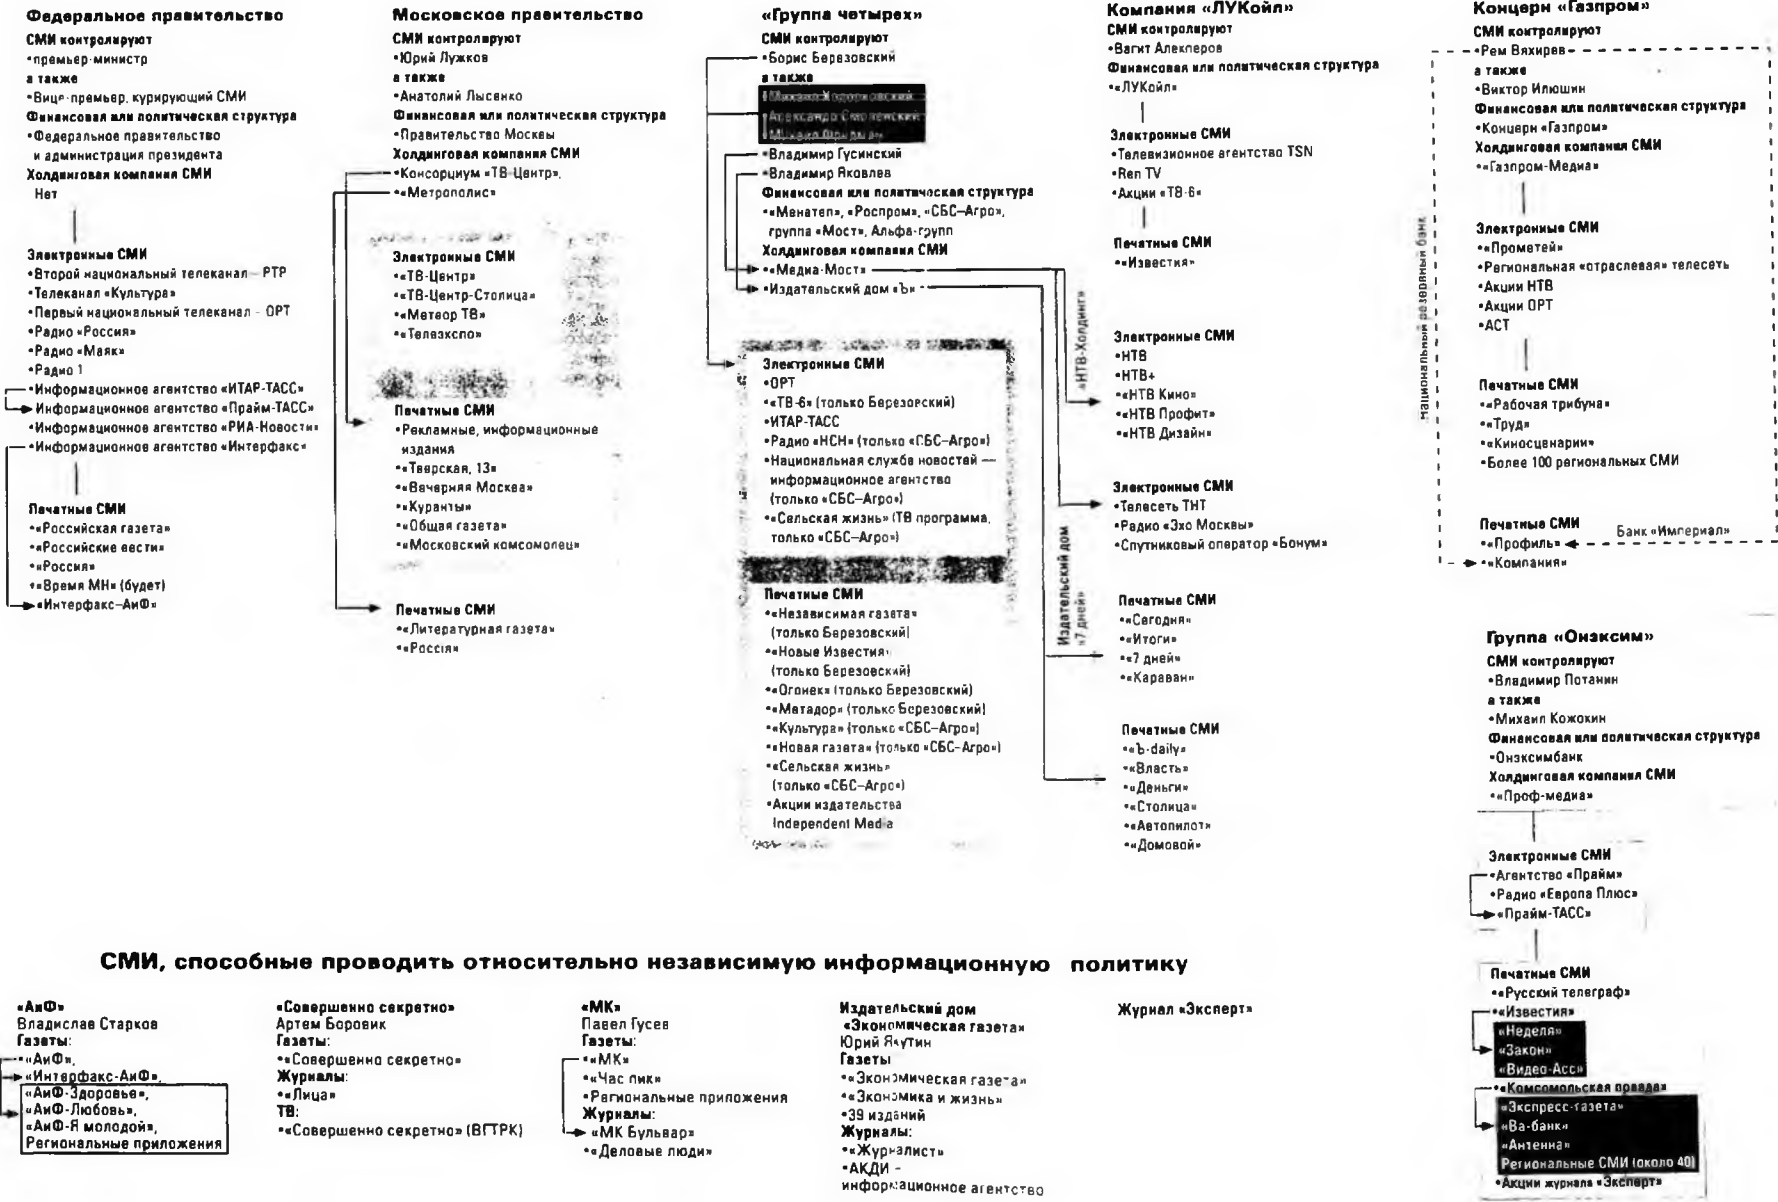 Федеральное правительство
СМИ контролируют
•премьер-министр
а также
•Вице-премьер, курирующий СМИ
Финансовая или политическая структура
•Федеральное правительство
и администрация президента
Холдинговая компания СМИ
Нет
Электронные СМИ
•Второй национальный телеканал – РТР
•Телеканал «Культура»
•Первый национальный телеканал – ОРТ
•Радио «Россия»
•Радио «Маяк»
•Радио 1
•Информационное агентство «ИТАР-ТАСС»
Информационное агентство «Прайм-ТАСС»
•Информационное агентство «РИА-Новости»
•Информационное агентство «Интерфакс»
Печатные СМИ
•«Российская газета»
•«Российские вести»
•«Россия»
•«Время МН» (будет)
«Интерфакс–АиФ»
Московское правительство
СМИ контролируют
•Юрий Лужков
а также
•Анатолий Лысенко
Финансовая или политическая структура
•Правительство Москвы
Холдинговая компания СМИ
•Консорциум «ТВ-Центр»,
•«Метрополис»
Электронные СМИ
•«ТВ-Центр»
•«ТВ-Центр-Столица»
•«Метеор ТВ»
•«Телеэкспо»
Печатные СМИ
•Рекламные, информационные
издания
•«Тверская, 13»
•«Вечерняя Москва»
•«Куранты»
•«Общая газета»
•«Московский комсомолец»
Печатные СМИ
•«Литературная газета»
•«Россiя»
«Группа четырех»
СМИ контролируют
•Борис Березовский
а также
•Михаил Ходорковский
•Александр Смоленский
•Михаил Фридман
•Владимир Гусинский
•Владимир Яковлев
Финансовая или политическая структура
•«Менатеп», «Роспром», «СБС–Агро»,
группа «Мост», Альфа-групп
Холдинговая компания СМИ
•«Медиа-Мост»
•Издательский дом «Ъ»
Электронные СМИ
•ОРТ
•«ТВ-6» (только Березовский)
•ИТАР-ТАСС
•Радио «НСН» (только «СБС–Агро»)
•Национальная служба новостей —
информационное агентство
(только «СБС–Агро»)
•«Сельская жизнь» (ТВ программа,
только «СБС–Агро»)
Печатные СМИ
•«Независимая газета»
(только Березовский)
•«Новые Известия»
(только Березовский)
•«Огонек» (только Березовский)
•«Матадор» (только Березовский)
•«Культура» (только «СБС–Агро»)
•«Новая газета» (только «СБС–Агро»)
•«Сельская жизнь»
(только «СБС–Агро»)
•Акции издательства
Independent Media
Компания «ЛУКойл»
СМИ контролируют
•Вагит Алекперов
Финансовая или политическая структура
•«ЛУКойл»
Электронные СМИ
•Телевизионное агентство TSN
•Ren TV
•Акции «ТВ-6»
Печатные СМИ
•«Известия»
«НТВ-Холдинг»
Электронные СМИ
•НТВ
•НТВ+
•«НТВ Кино»
•«НТВ Профит»
•«НТВ Дизайн»
Электронные СМИ
•Телесеть ТНТ
•Радио «Эхо Москвы»
•Спутниковый оператор «Бонум»
Издательский дом
«7 дней»
Печатные СМИ
•«Сегодня»
•«Итоги»
•«7 дней»
•«Караван»
Печатные СМИ
•«Ъ-daily»
•«Власть»
•«Деньги»
•«Столица»
•«Автопилот»
•«Домовой»
Концерн «Газпром»
СМИ контролируют
•Рем Вяхирев
а также
•Виктор Илюшин
Финансовая или политическая структура
•Концерн «Газпром»
Холдинговая компания СМИ
•«Газпром-Медиа»
Национальный резервный банк
Электронные СМИ
•«Прометей»
•Региональная «отраслевая» телесеть
•Акции НТВ
•Акции ОРТ
•АСТ
Печатные СМИ
•«Рабочая трибуна»
•«Труд»
•«Киносценарии»
•Более 100 региональных СМИ
Печатные СМИ
Банк «Империал»
•«Профиль»
•«Компания»
Группа «Онэксим»
СМИ контролируют
•Владимир Потанин
а также
•Михаил Кожокин
Финансовая или политическая структура
•Онэксимбанк
Холдинговая компания СМИ
•«Проф-медиа»
Электронные СМИ
•Агентство «Прайм»
•Радио «Европа Плюс»
«Прайм-ТАСС»
Печатные СМИ
•«Русский телеграф»
•«Известия»
«Неделя»
«Закон»
«Видео-Асс»
•«Комсомольская правда»
«Экспресс-газета»
«Ва-банк»
«Антенна»
Региональные СМИ (около 40)
•Акции журнала «Эксперт»
СМИ, способные проводить относительно независимую информационную политику
«АиФ»
Владислав Старков
Газеты:
•«АиФ»,
«Интерфакс-АиФ»,
«АиФ-Здоровье»,
«АиФ-Любовь»,
«АиФ-Я молодой»,
Региональные приложения
«Совершенно секретно»
Артем Боровик
Газеты:
•«Совершенно секретно»
Журналы:
•«Лица»
ТВ:
•«Совершенно секретно» (ВГТРК)
«МК»
Павел Гусев
Газеты:
•«МК»
•«Час пик»
•Региональные приложения
Журналы:
«МК Бульвар»
•«Деловые люди»
Издательский дом
«Экономическая газета»
Юрий Якутин
Газеты
•«Экономическая газета»
•«Экономика и жизнь»
•39 изданий
Журналы:
•«Журналист»
•АКДИ –
информационное агентство
Журнал «Эксперт»